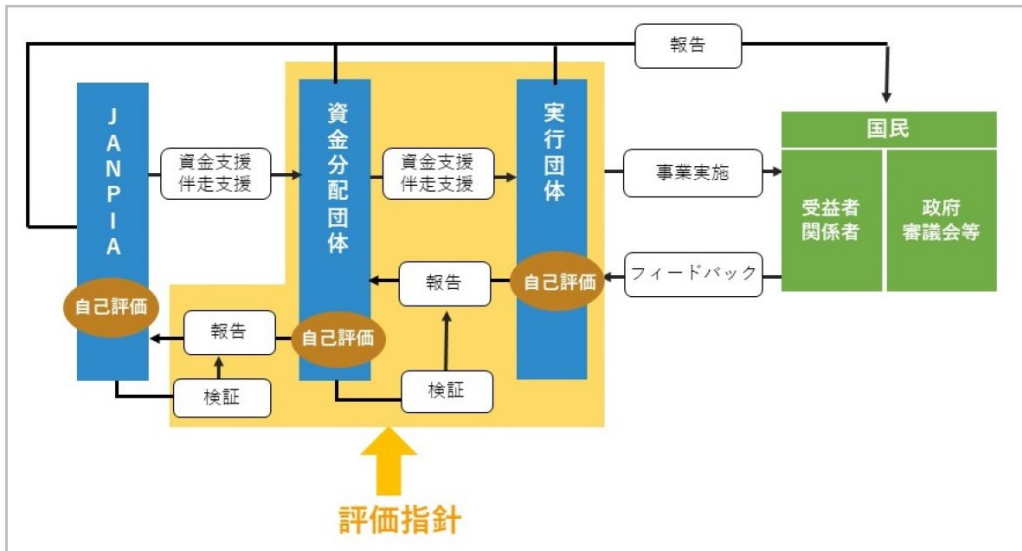 報告
JANPIA
資金支援
伴走支援
資金分配団体
資金支援
伴走支援
実行団体
事業実施
国民
受益者
関係者
政府
審議会等
フィードバック
自己評価
報告
検証
自己評価
報告
検証
自己評価
評価指針